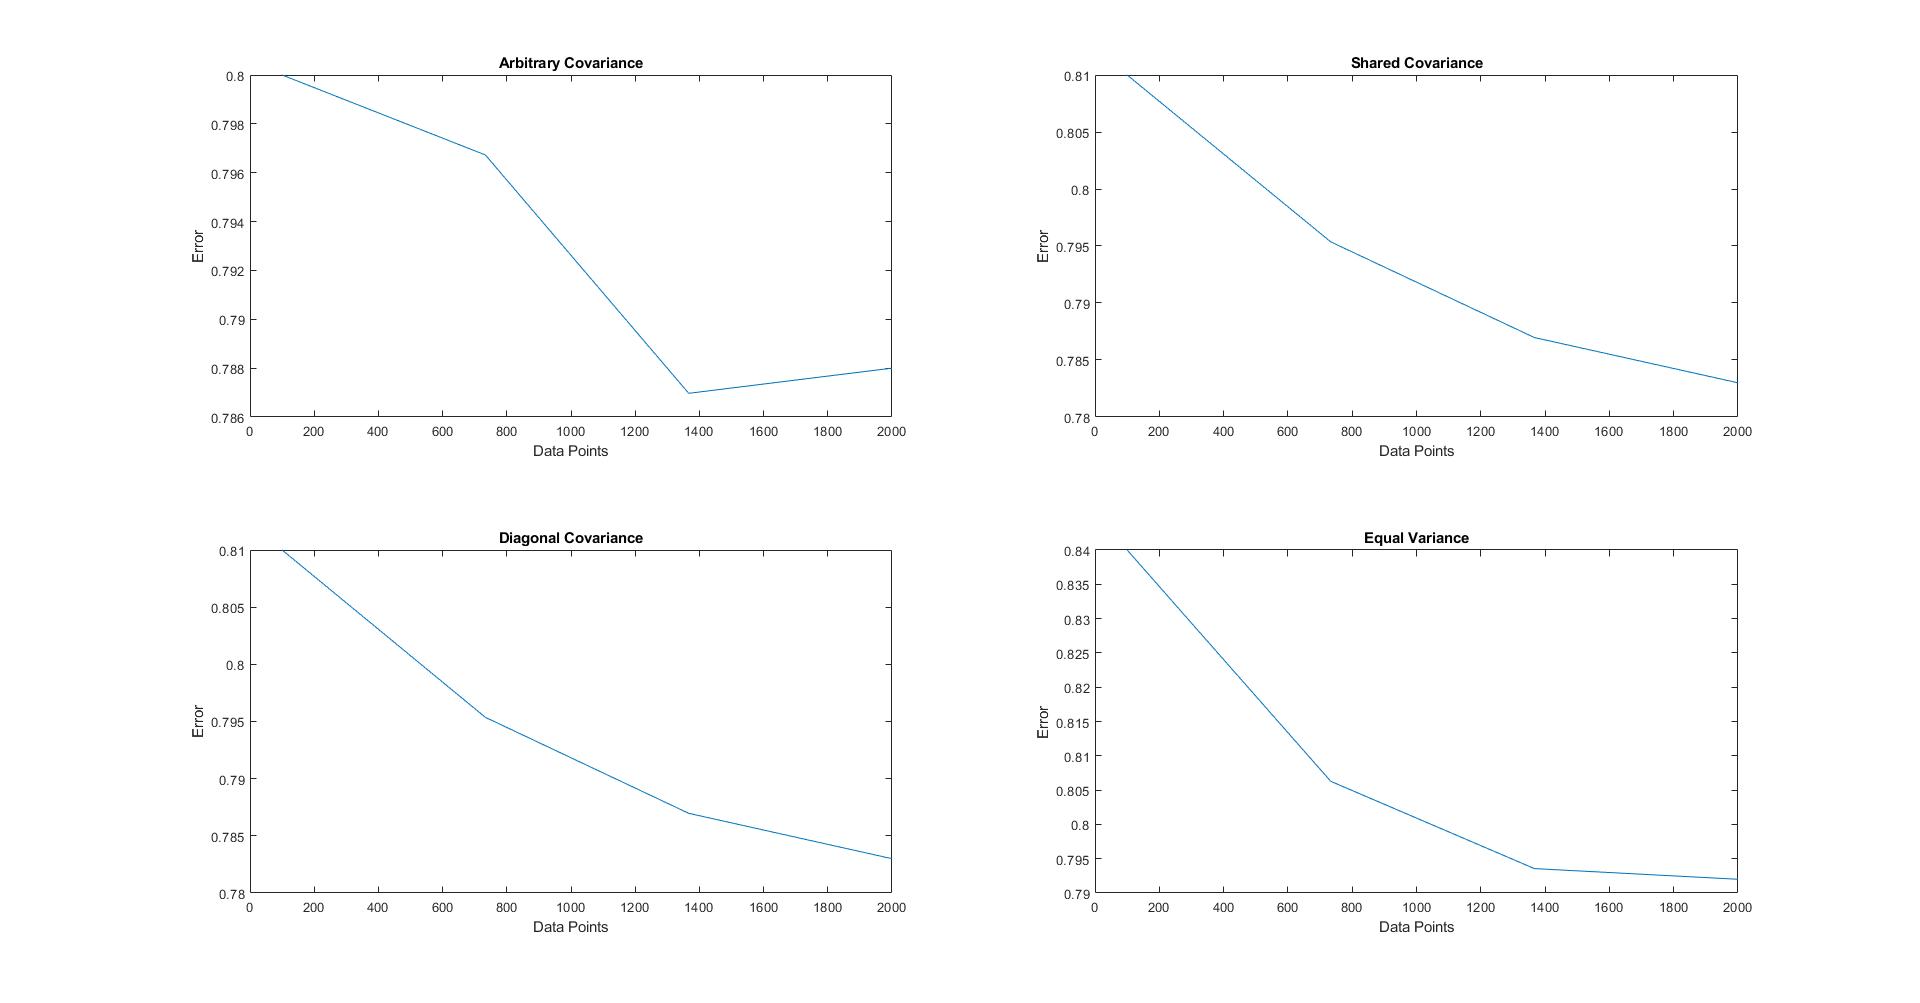 Arbitrary Covariance
0.8
0.798
0.796
0.794
0.792
0.79
0.788
0.786
Error
0 200 400 600 800 1000 1200 1400 1600 1800 2000
Data Points
Shared Covariance
0.81
0.805
0.8
0.795
0.79
0.785
0.78
Error
0 200 400 600 800 1000 1200 1400 1600 1800 2000
Data Points
Diagonal Covariance
0.81
0.805
0.8
0.795
0.79
0.785
0.78
Error
0 200 400 600 800 1000 1200 1400 1600 1800 2000
Data Points
Equal Variance
0.84
0.835
0.83
0.825
0.82
0.815
0.81
0.805
0.8
0.795
0.79
Error
0 200 400 600 800 1000 1200 1400 1600 1800 2000
Data Points